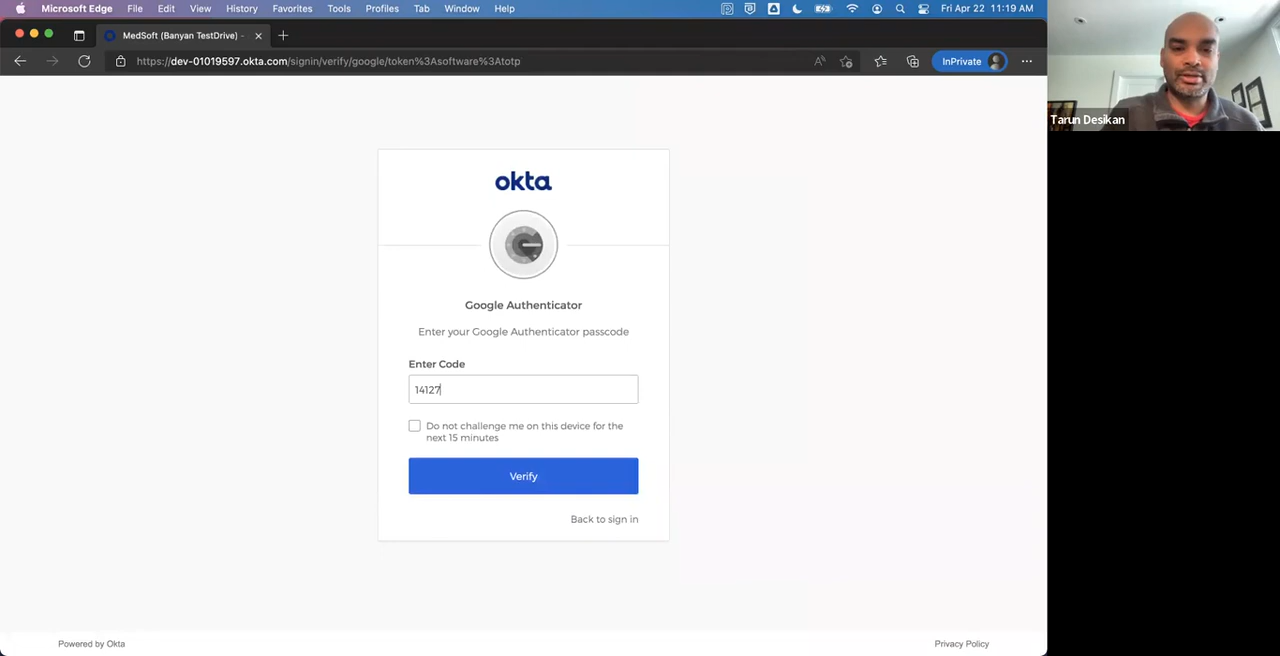 Microsoft Edge File Edit View History Favorites Tools Profiles Tab Window Help Fri Apr 22 11:19 AM
MedSoft (Banyan TestDrive) -
https://dev-01019597.okta.com/signin/verify/google/token%3Asoftware%3Atotp
InPrivate
Tarun Desikan
okta
Google Authenticator
Enter your Google Authenticator passcode
Enter Code
14127
Do not challenge me on this device for the
next 15 minutes
Verify
Back to sign in
Powered by Okta
Privacy Policy